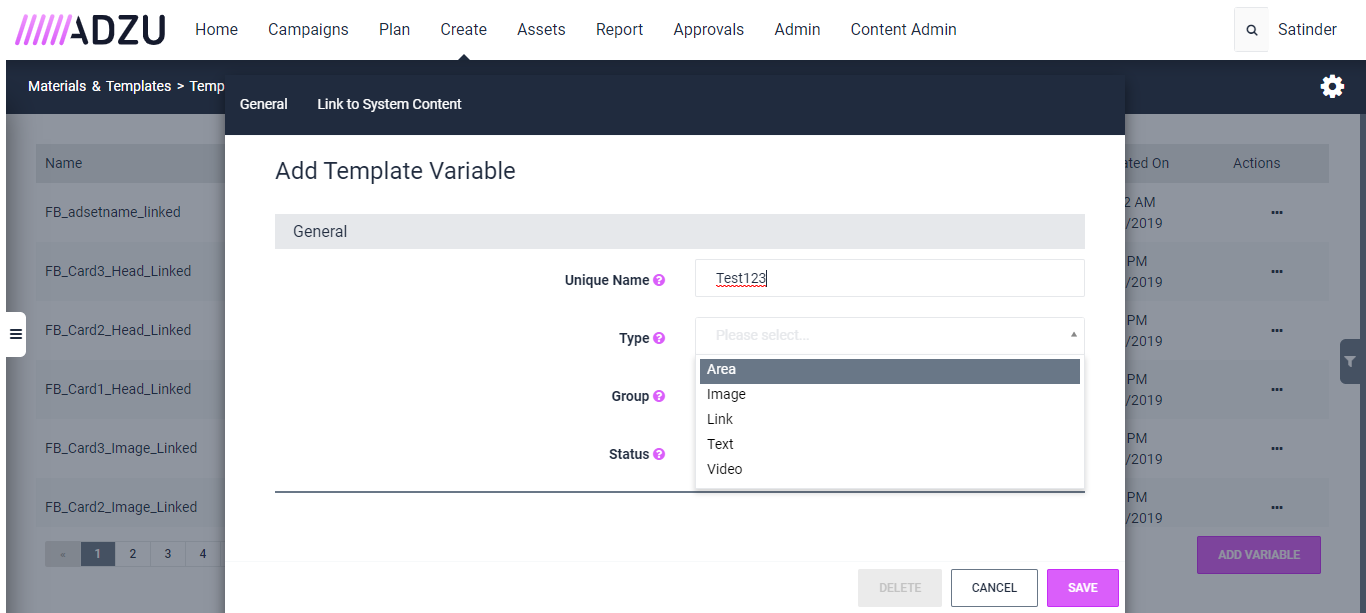 ADZU
Home Campaigns Plan Create Assets Report Approvals Admin Content Admin Satinder
Materials & Templates > Temp
General Link to System Content
Add Template Variable
General
Unique Name ? Test123
Type ? Please select...
Area
Image
Link
Text
Video
Group ?
Status ?
Name ated On Actions
FB_adsetname_linked 2 AM
/2019 ...
FB_Card3_Head_Linked PM
/2019 ...
FB_Card2_Head_Linked PM
/2019 ...
FB_Card1_Head_Linked PM
/2019 ...
FB_Card3_Image_Linked PM
/2019 ...
FB_Card2_Image_Linked PM
/2019 ...
« 1 2 3 4
ADD VARIABLE
DELETE CANCEL SAVE